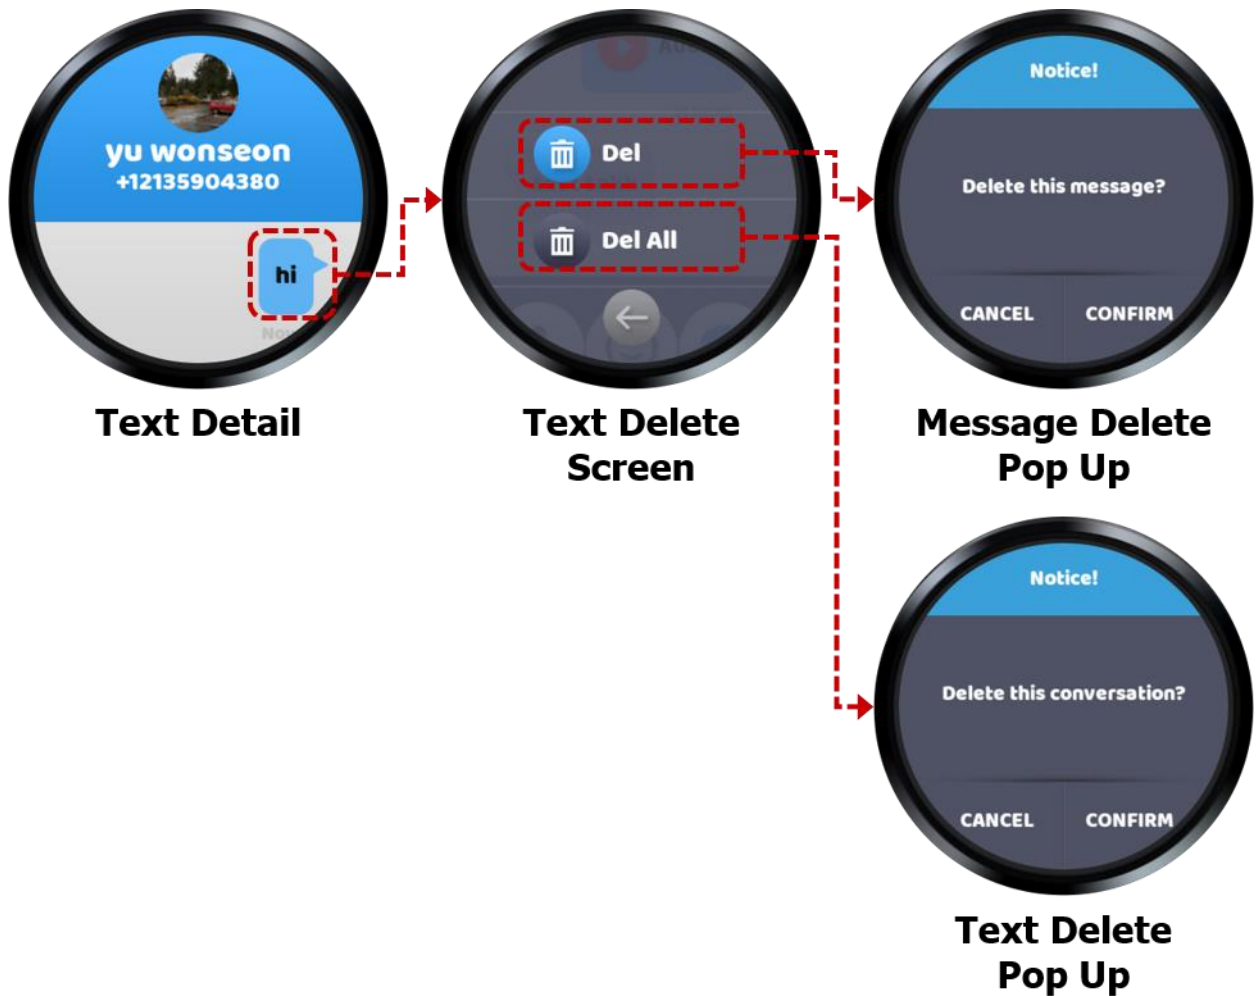 yu wonseon
+12135904380
hi
Text Detail
Del
Del All
Text Delete
Screen
Notice!
Delete this message?
CANCEL CONFIRM
Message Delete
Pop Up
Notice!
Delete this conversation?
CANCEL CONFIRM
Text Delete
Pop Up